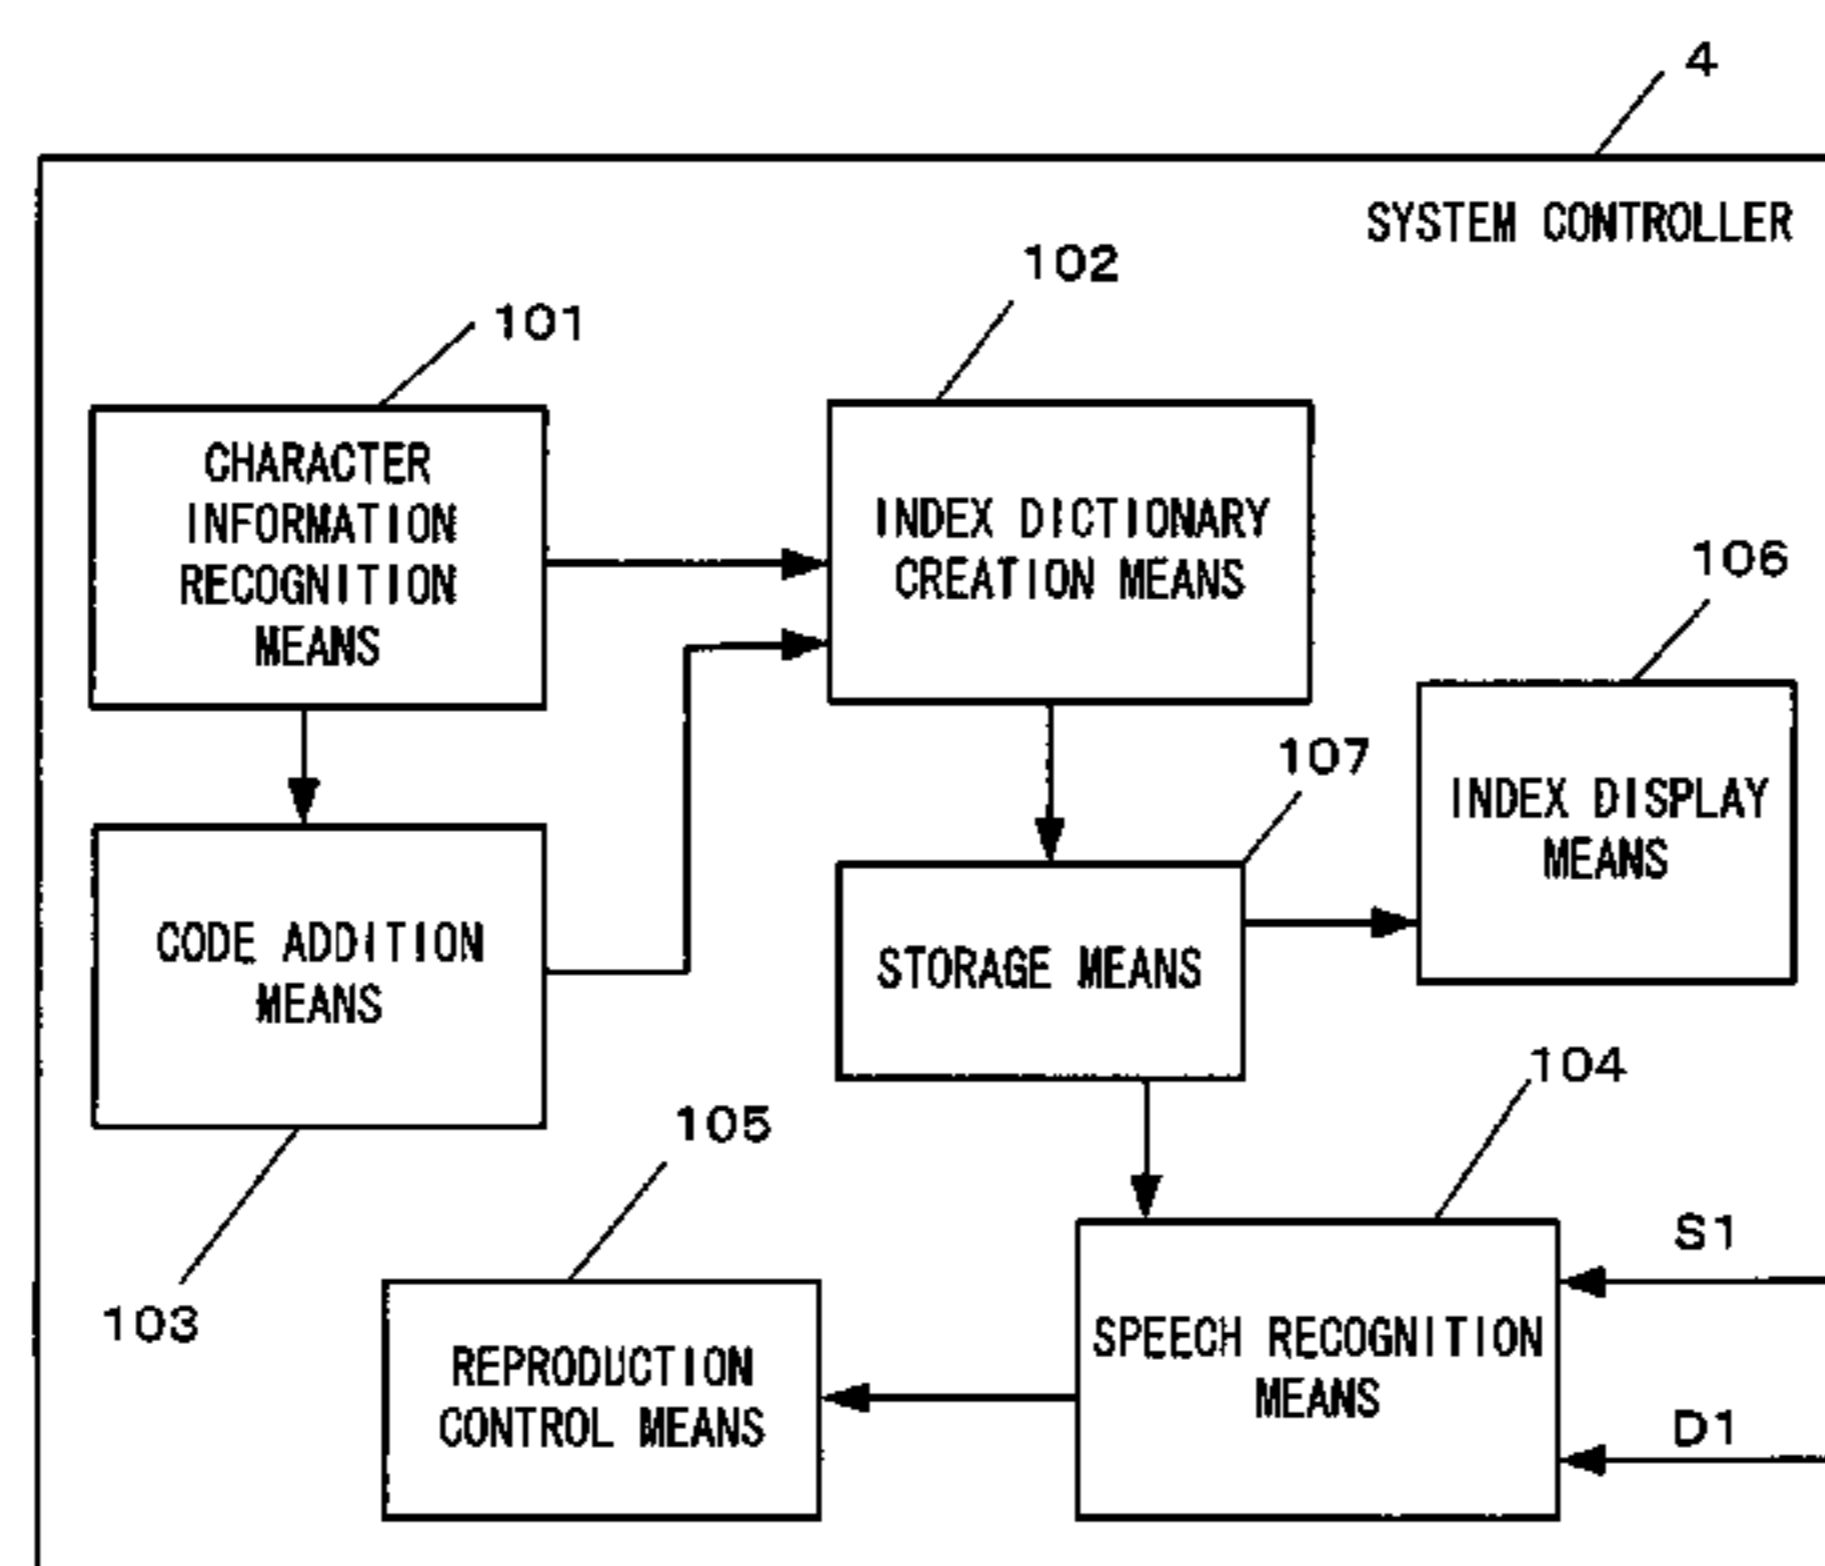 4
SYSTEM CONTROLLER
102
101
CHARACTER
INFORMATION
RECOGNITION
MEANS
INDEX DICTIONARY
CREATION MEANS
106
107
INDEX DISPLAY
MEANS
CODE ADDITION
MEANS
STORAGE MEANS
104
105
103
S1
SPEECH RECOGNITION
MEANS
REPRODUCTION
CONTROL MEANS
D1